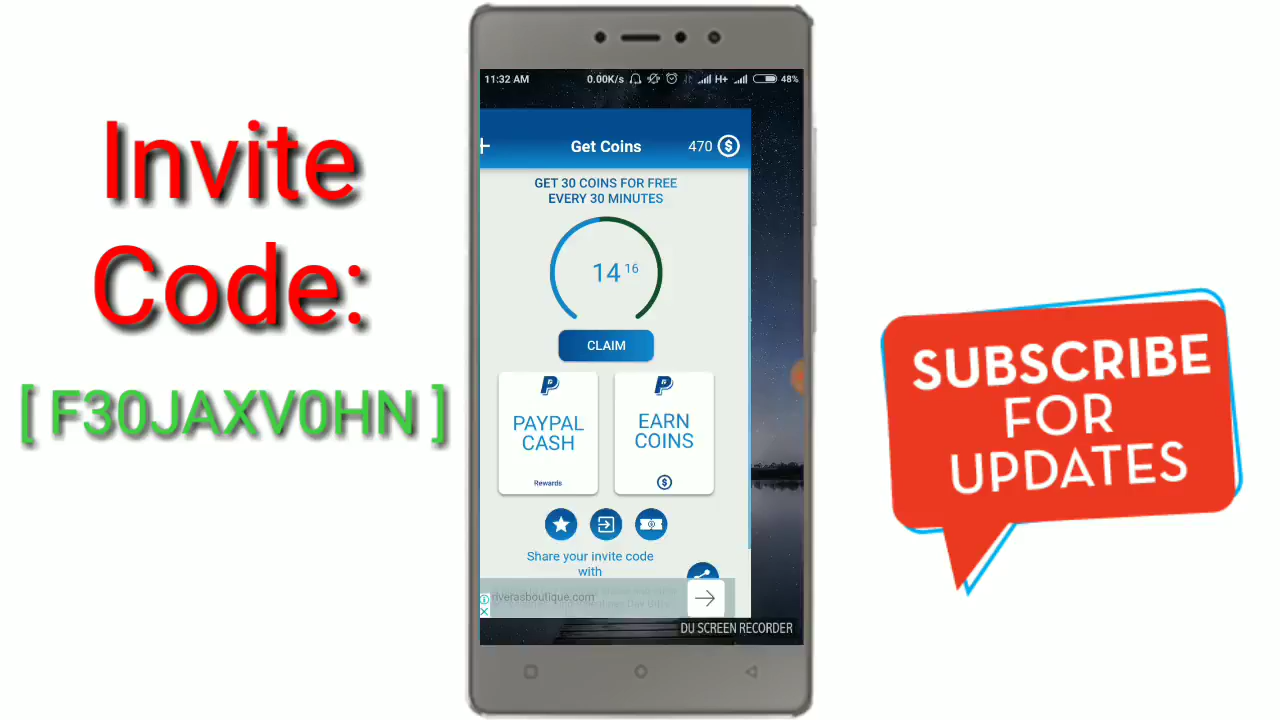 Invite
Code:
[ F30JAXV0HN ]
11:32 AM
0.00K/s
H+
48%
Get Coins
470
GET 30 COINS FOR FREE
EVERY 30 MINUTES
14 16
CLAIM
PAYPAL
CASH
Rewards
EARN
COINS
Share your invite code
with
riverasboutique.com
DU SCREEN RECORDER
SUBSCRIBE
FOR
UPDATES